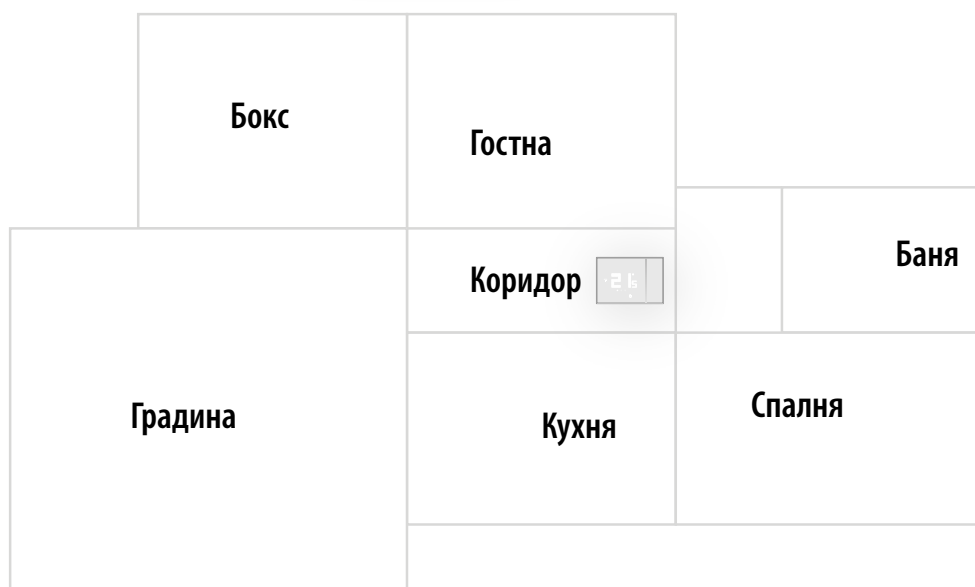 Бокс
Гостна
Баня
Коридор
Спалня
Градина
Кухня